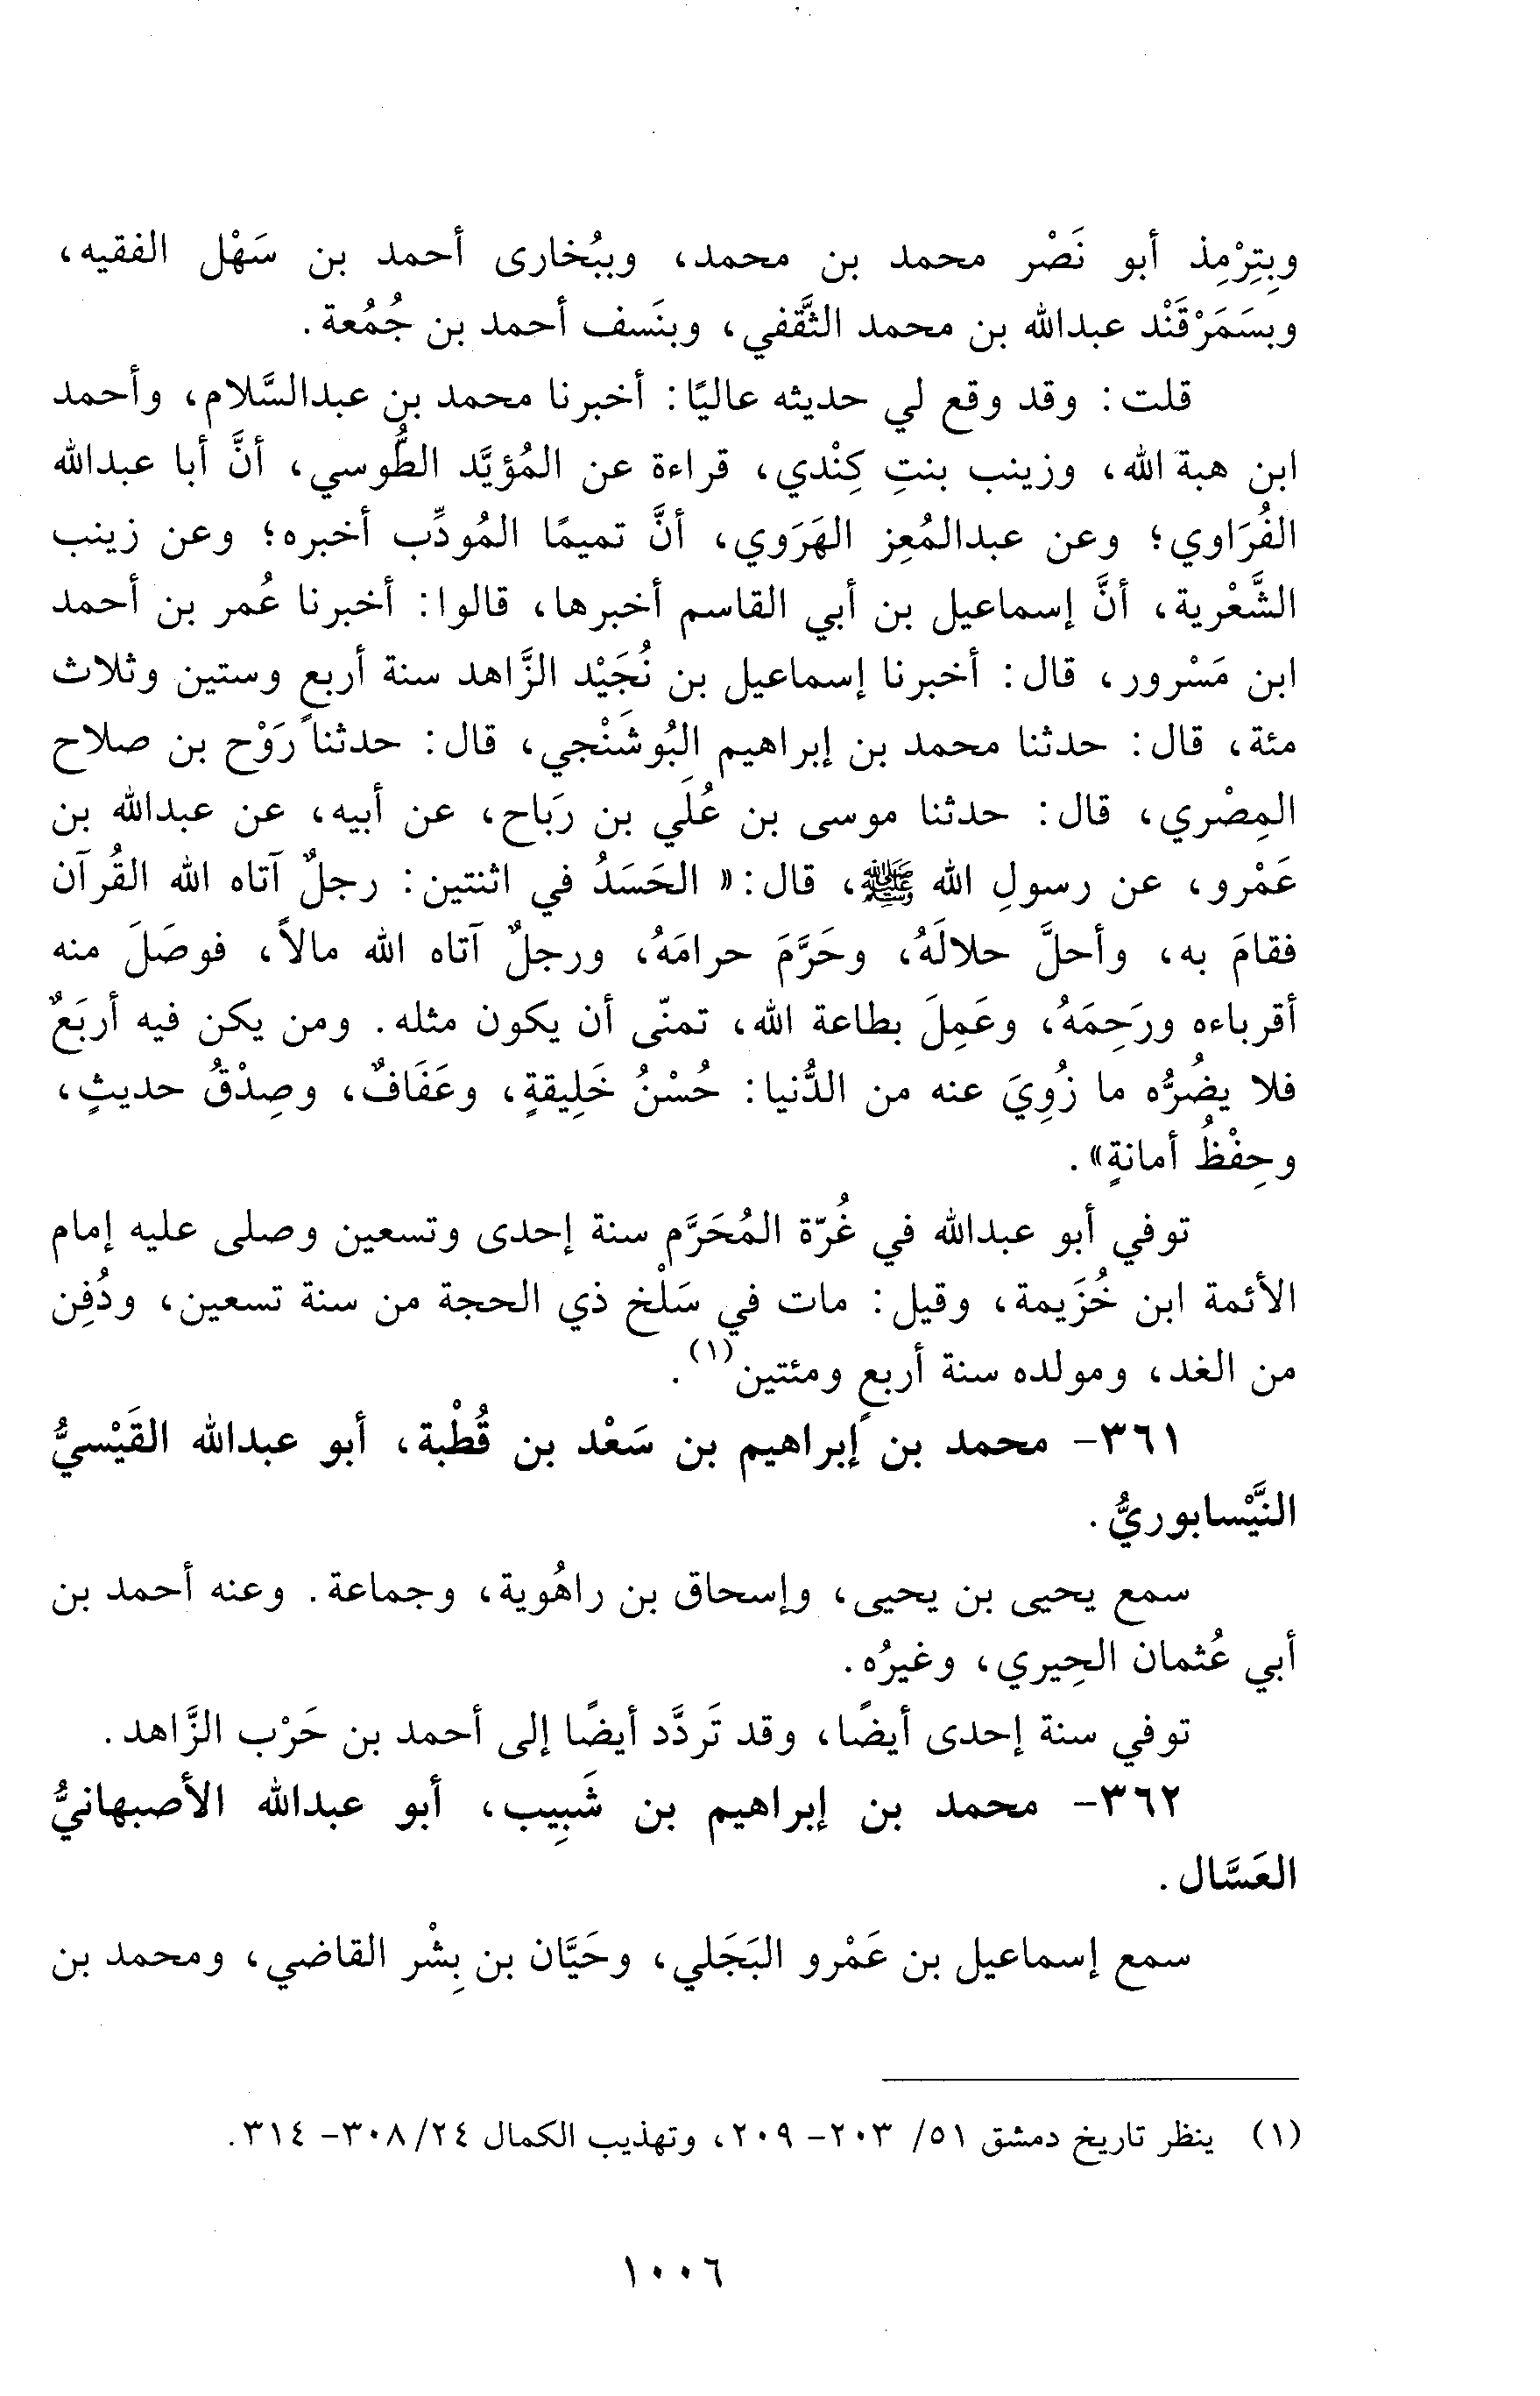 وبِتِرْمِذ أبو نَصْر محمد بن محمد، وببُخارى أحمد بن سَهْل الفقيه،
وبسَمَرْقَنْد عبدالله بن محمد الثَّقفي، وبنَسف أحمد بن جُمُعة.
قلت: وقد وقع لي حديثه عاليًا: أخبرنا محمد بن عبدالسَّلام، وأحمد
ابن هبة الله، وزينب بنتِ كِنْدي، قراءة عن المُؤيَّد الطُّوسي، أنَّ أبا عبدالله
الفُرَاوي؛ وعن عبدالمُعِز الهَرَوي، أنَّ تميمًا المُودِّب أخبره؛ وعن زينب
الشَّعْرية، أنَّ إسماعيل بن أبي القاسم أخبرها، قالوا: أخبرنا عُمر بن أحمد
ابن مَسْرور، قال: أخبرنا إسماعيل بن نُجَيْد الزَّاهد سنة أربعٍ وستين وثلاث
مئة، قال: حدثنا محمد بن إبراهيم البُوشَنْجي، قال: حدثنا رَوْح بن صلاح
المِصْري، قال: حدثنا موسى بن عُلَي بن رَبَاح، عن أبيه، عن عبدالله بن
عَمْرو، عن رسولِ الله ﷺ، قال: «الحَسَدُ في اثنتين: رجلٌ آتاه الله القُرآن
فقامَ به، وأحلَّ حلالَهُ، وحَرَّمَ حرامَهُ، ورجلٌ آتاه الله مالاً، فوصَلَ منه
أقرباءه ورَحِمَهُ، وعَمِلَ بطاعة الله، تمنّى أن يكون مثله. ومن يكن فيه أربَعٌ
فلا يضُرُّه ما زُوِيَ عنه من الدُّنيا: حُسْنُ خَلِيقةٍ، وعَفَافٌ، وصِدْقُ حديثٍ،
وحِفْظُ أمانةٍ».
توفي أبو عبدالله في غُرّة المُحَرَّم سنة إحدى وتسعين وصلى عليه إمام
الأئمة ابن خُزَيمة، وقيل: مات في سَلْخ ذي الحجة من سنة تسعين، ودُفِن
من الغد، ومولده سنة أربعٍ ومئتين(١).
٣٦١- محمد بن إبراهيم بن سَعْد بن قُطْبة، أبو عبدالله القَيْسيُّ
النَّيْسابوريُّ.
سمع يحيى بن يحيى، وإسحاق بن راهُوية، وجماعة. وعنه أحمد بن
أبي عُثمان الحِيري، وغيرُه.
توفي سنة إحدى أيضًا، وقد تَردَّد أيضًا إلى أحمد بن حَرْب الزَّاهد.
٣٦٢- محمد بن إبراهيم بن شَبِيب، أبو عبدالله الأصبهانيُّ
العَسَّال.
سمع إسماعيل بن عَمْرو البَجَلي، وحَيَّان بن بِشْر القاضي، ومحمد بن
(١) ينظر تاريخ دمشق ٥١/ ٢٠٣- ٢٠٩، وتهذيب الكمال ٢٤/ ٣٠٨- ٣١٤.
١٠٠٦